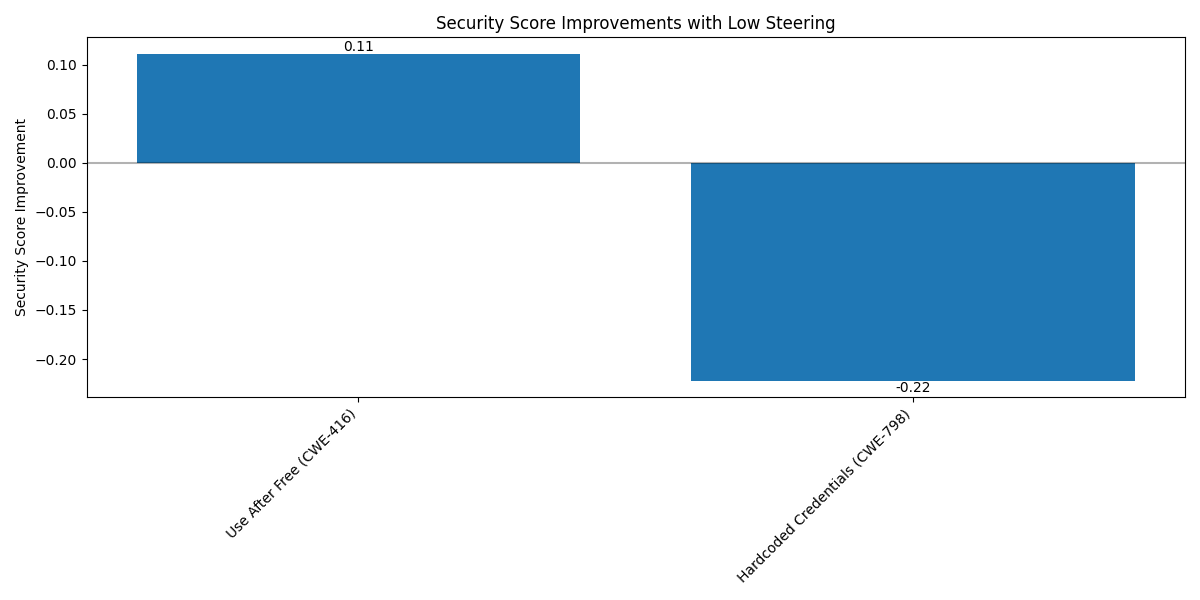 Security Score Improvements with Low Steering
0.11
0.10
0.05
0.00
−0.05
−0.10
−0.15
−0.20
-0.22
Security Score Improvement
Use After Free (CWE-416)
Hardcoded Credentials (CWE-798)